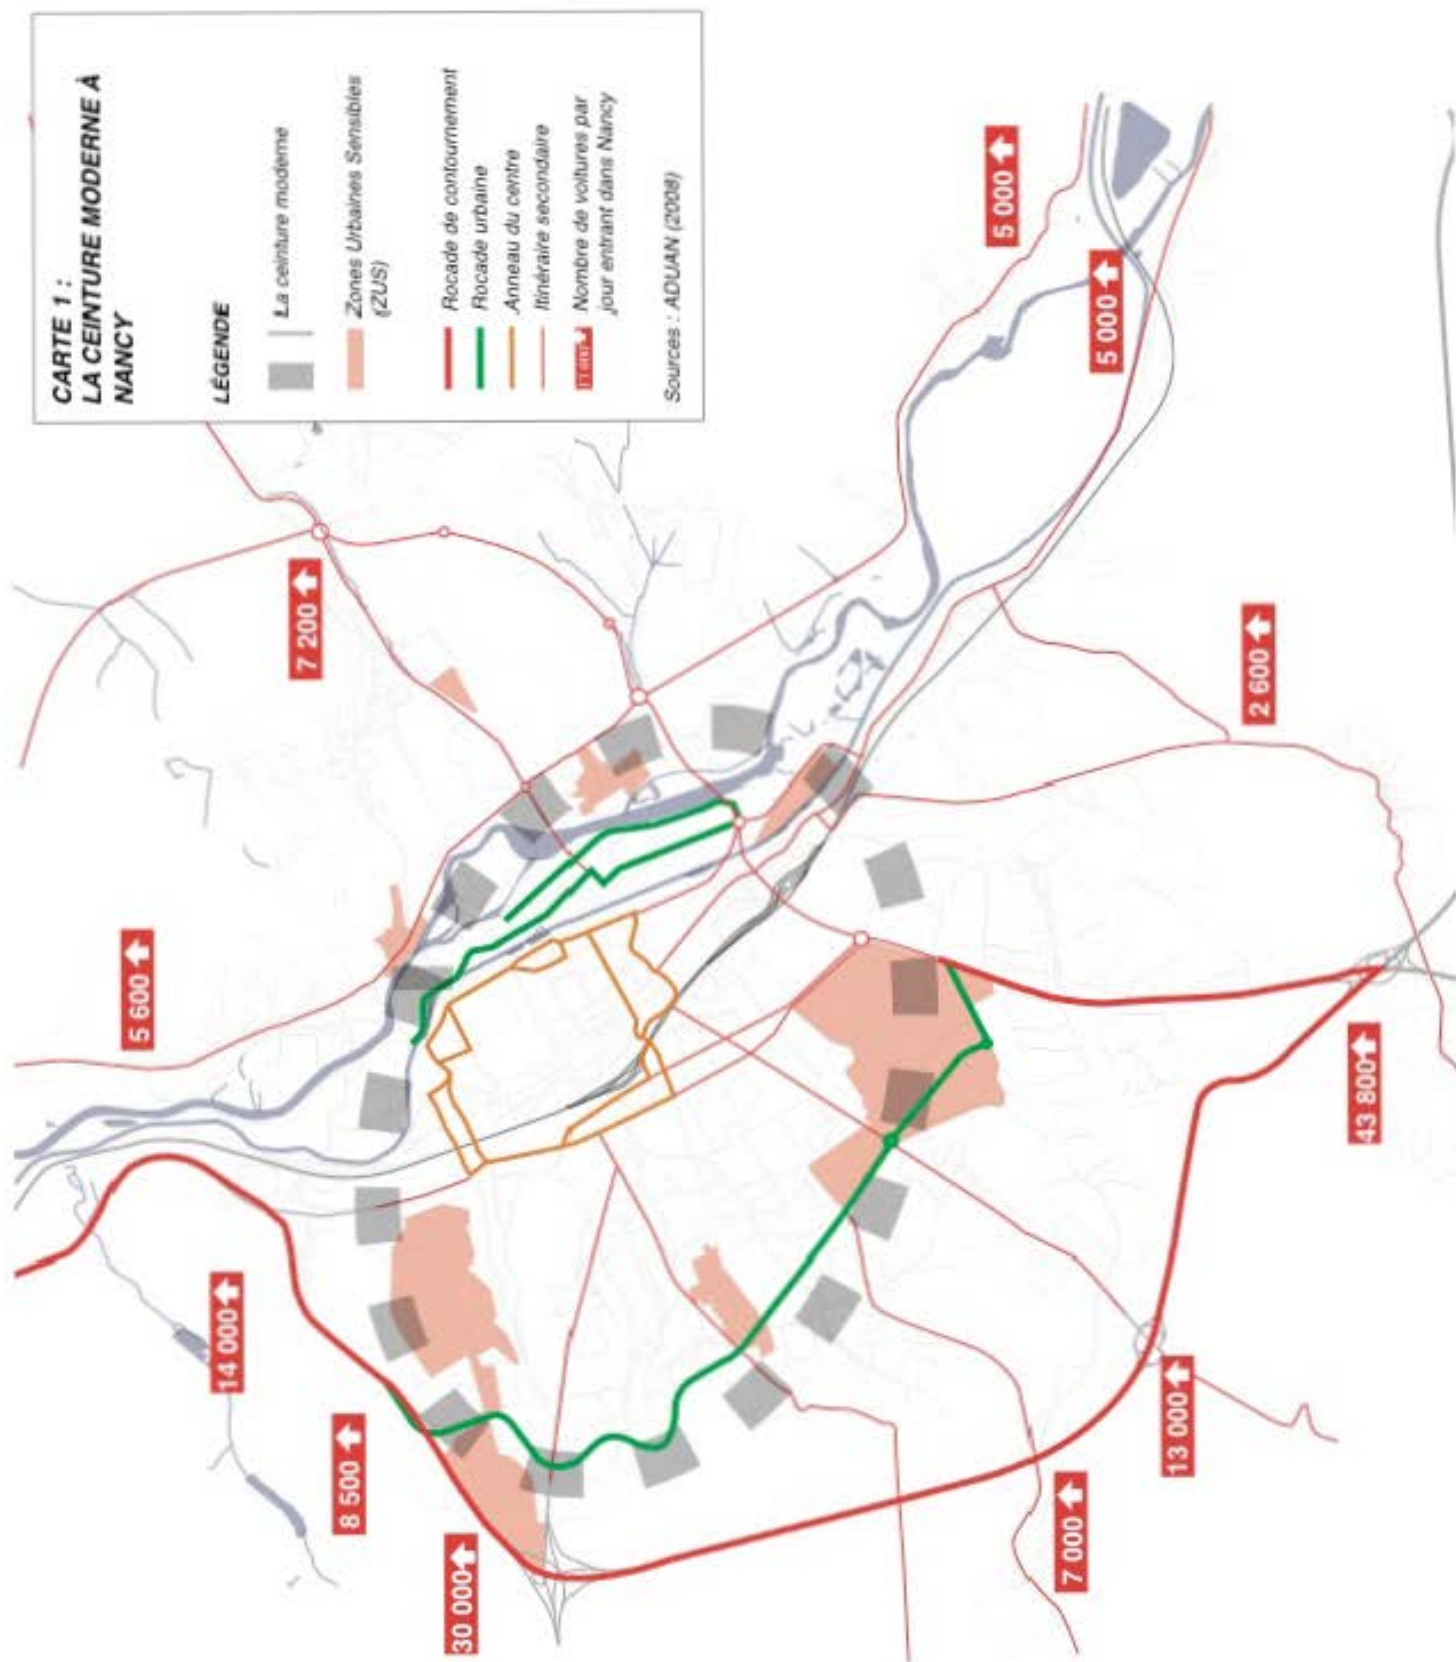 CARTE 1 :
LA CEINTURE MODERNE À
NANCY
LÉGENDE
La ceinture moderne
Zones Urbaines Sensibles
(ZUS)
Rocade de contournement
Rocade urbaine
Anneau du centre
Itinéraire secondaire
Nombre de voitures par
jour entrant dans Nancy
Sources : ADUAN (2008)
30 000
8 500
14 000
5 600
7 200
5 000
5 000
2 600
43 800
13 000
7 000